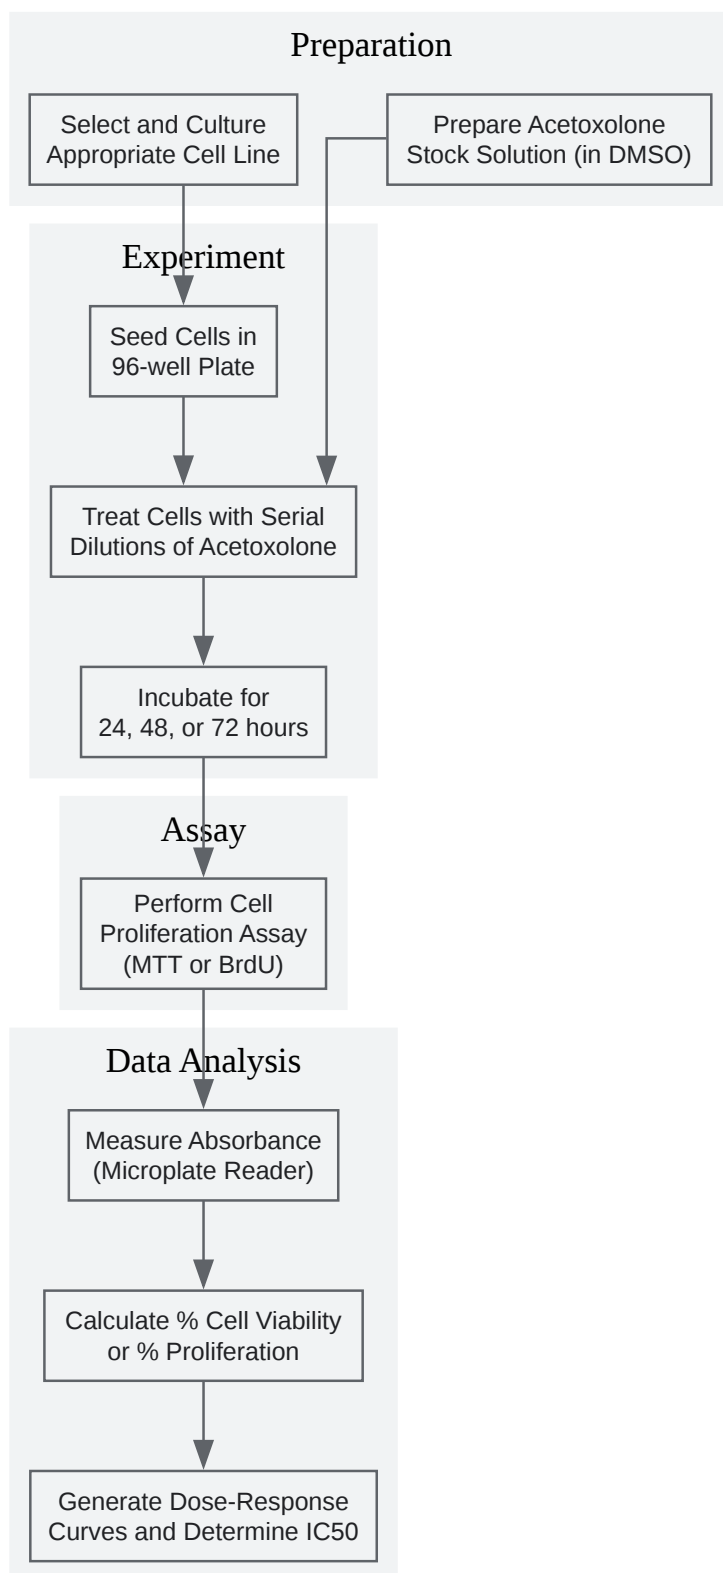 Preparation
Select and Culture
Appropriate Cell Line
Prepare Acetoxolone
Stock Solution (in DMSO)
Experiment
Seed Cells in
96-well Plate
Treat Cells with Serial
Dilutions of Acetoxolone
Incubate for
24, 48, or 72 hours
Assay
Perform Cell
Proliferation Assay
(MTT or BrdU)
Data Analysis
Measure Absorbance
(Microplate Reader)
Calculate % Cell Viability
or % Proliferation
Generate Dose-Response
Curves and Determine IC50